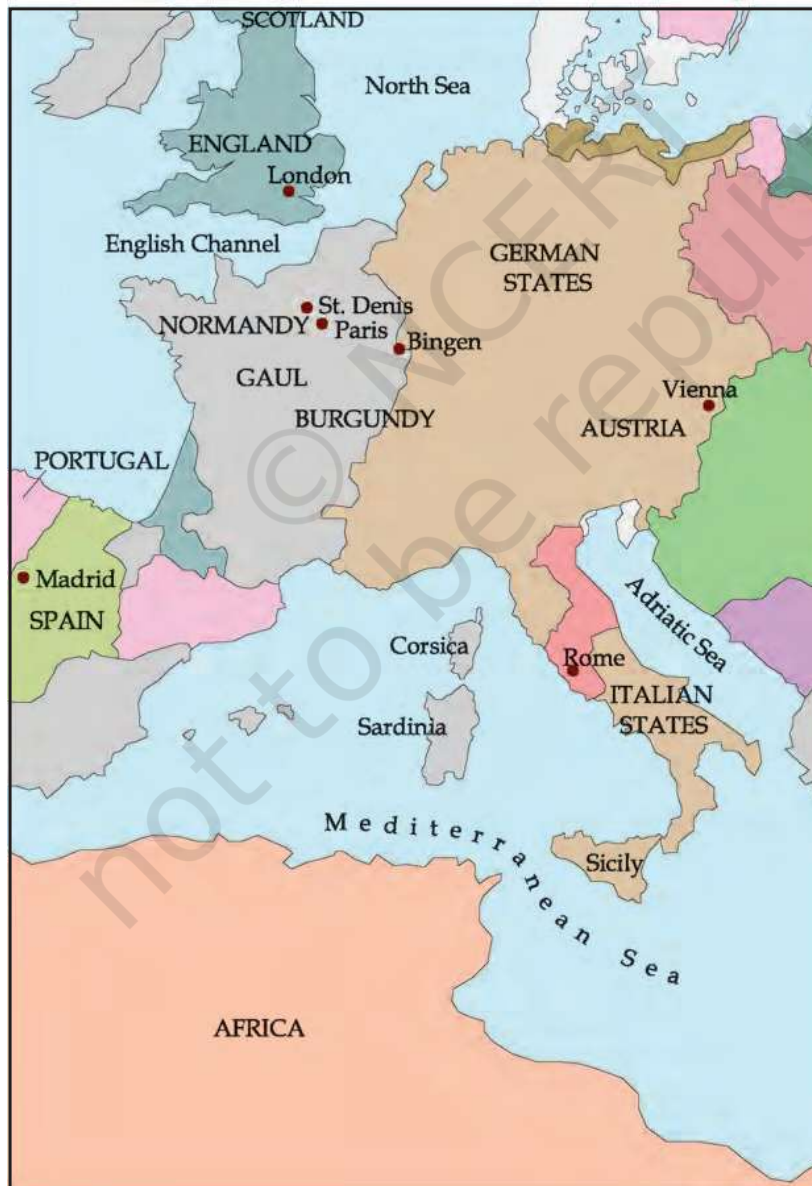 SCOTLAND
North Sea
ENGLAND
London
English Channel
GERMAN
STATES
St. Denis
NORMANDY
Paris
Bingen
GAUL
Vienna
BURGUNDY
AUSTRIA
PORTUGAL
Madrid
SPAIN
Adriatic Sea
Corsica
Rome
ITALIAN
STATES
Sardinia
Mediterranean Sea
Sicily
AFRICA
© NCERT
not to be republ